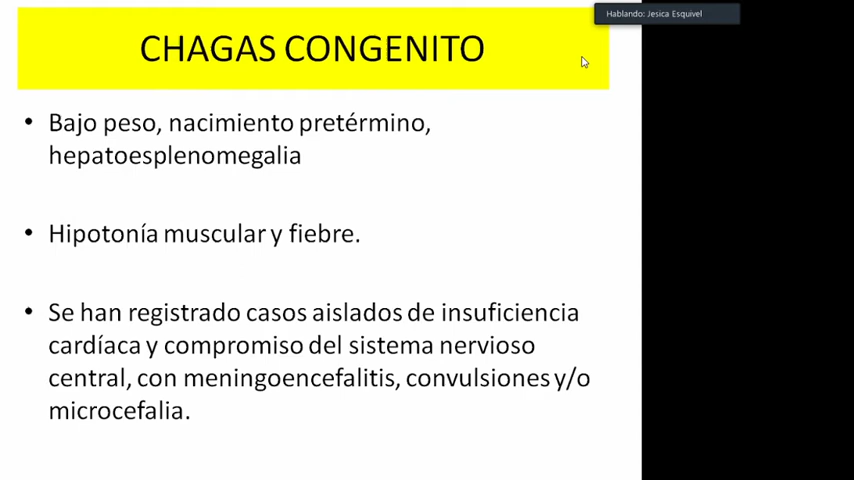 Hablando: Jesica Esquivel
CHAGAS CONGENITO
• Bajo peso, nacimiento pretérmino,
hepatoesplenomegalia
• Hipotonía muscular y fiebre.
• Se han registrado casos aislados de insuficiencia
cardíaca y compromiso del sistema nervioso
central, con meningoencefalitis, convulsiones y/o
microcefalia.